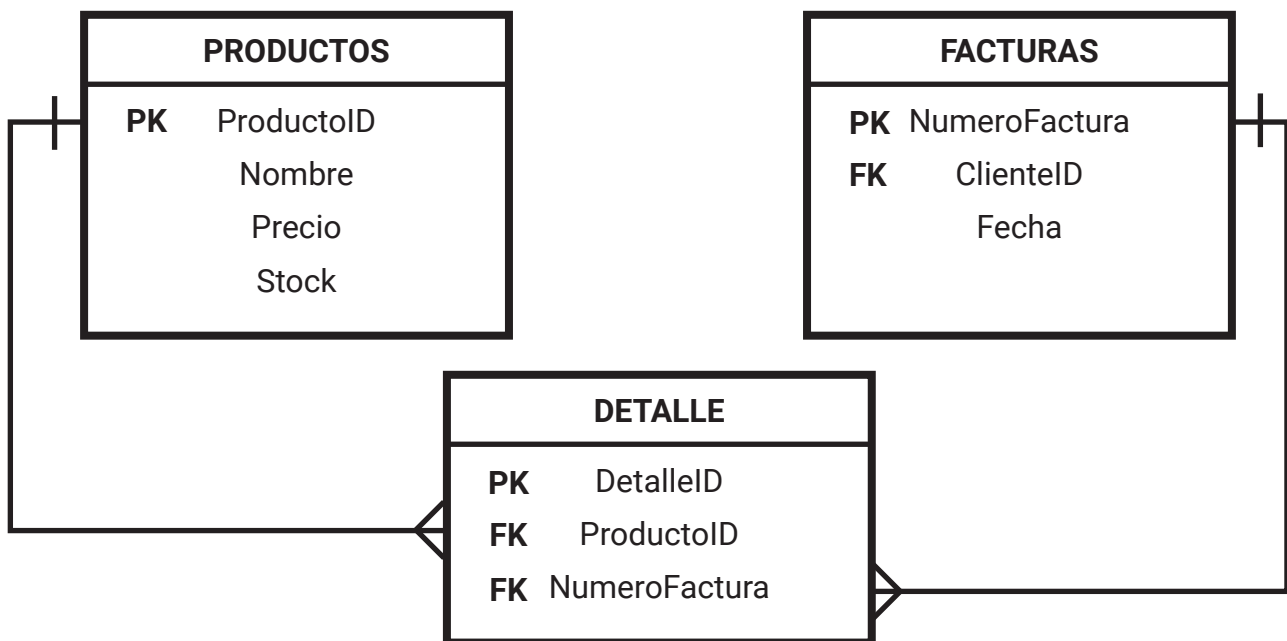 PRODUCTOS
PK ProductoID
Nombre
Precio
Stock
FACTURAS
PK NumeroFactura
FK ClienteID
Fecha
DETALLE
PK DetalleID
FK ProductoID
FK NumeroFactura